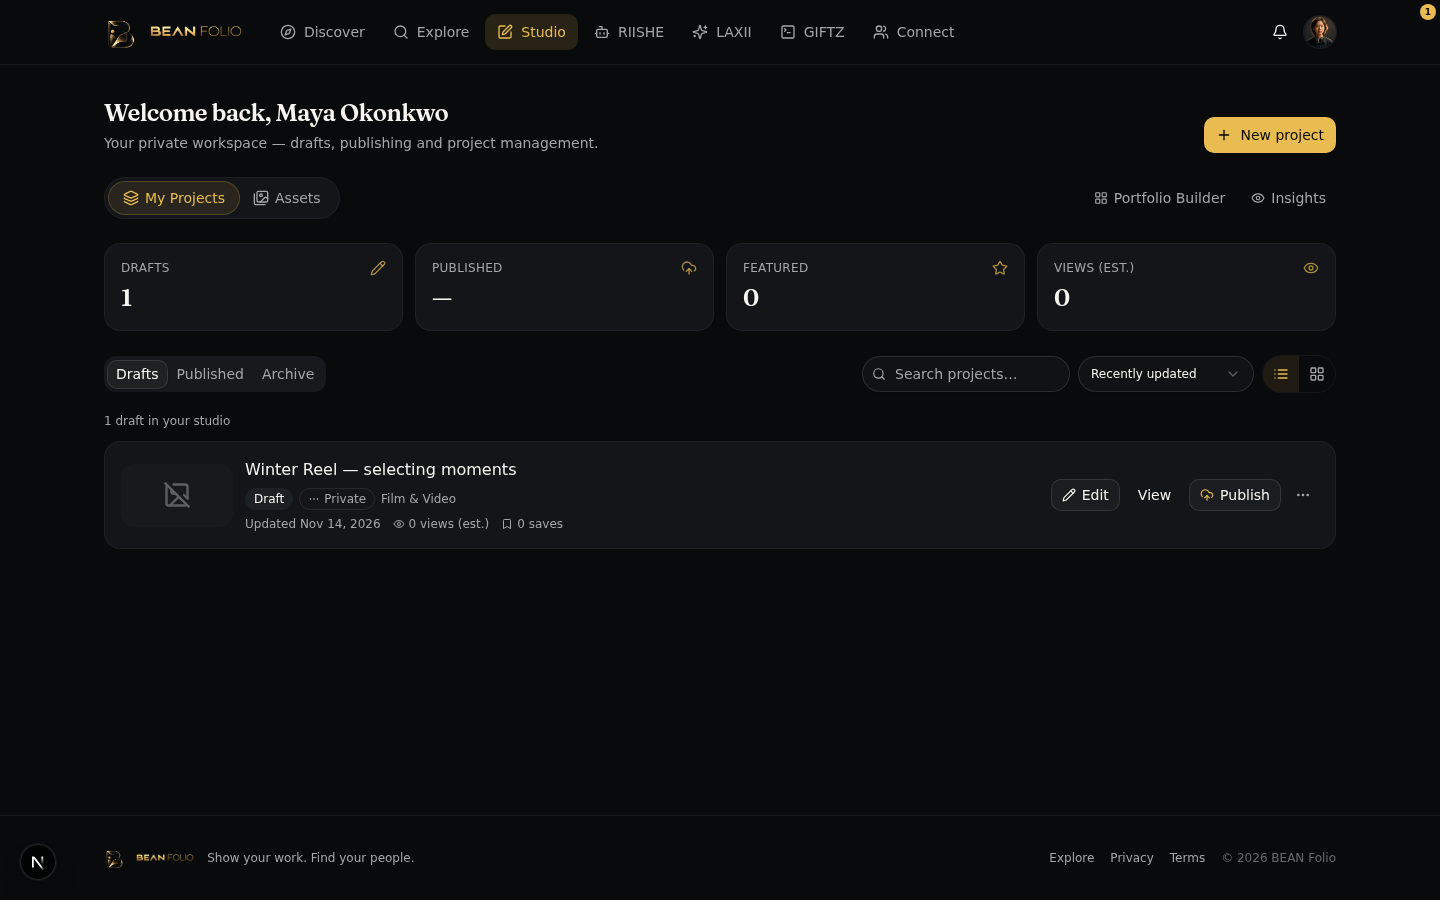 BEAN FOLIO
Discover
Explore
Studio
RIISHE
LAXII
GIFTZ
Connect
1
Welcome back, Maya Okonkwo
Your private workspace — drafts, publishing and project management.
New project
My Projects
Assets
Portfolio Builder
Insights
DRAFTS
1
PUBLISHED
—
FEATURED
0
VIEWS (EST.)
0
Drafts
Published
Archive
Search projects...
Recently updated
1 draft in your studio
Winter Reel — selecting moments
Draft
Private
Film & Video
Updated Nov 14, 2026
0 views (est.)
0 saves
Edit
View
Publish
N
BEAN FOLIO
Show your work. Find your people.
Explore
Privacy
Terms
© 2026 BEAN Folio